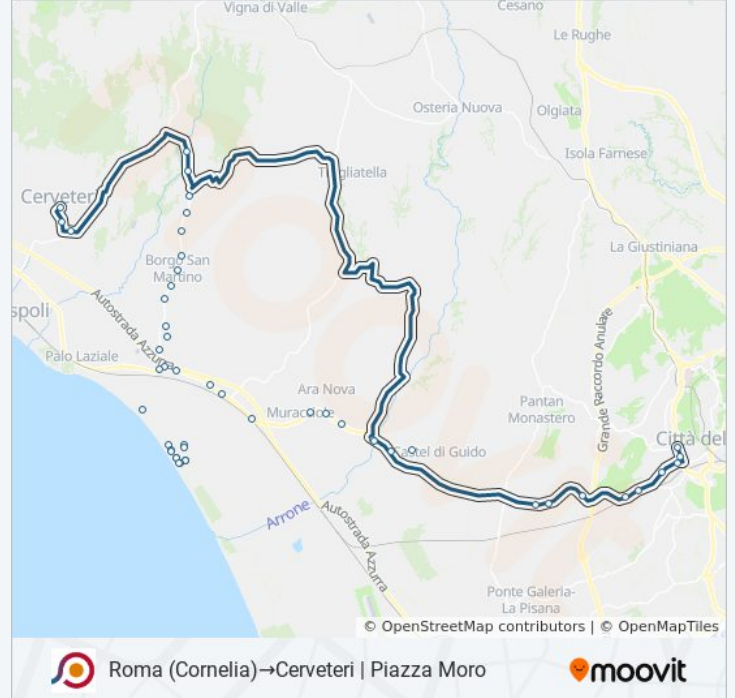 Vigna di Valle
Cesano
Le Rughe
Osteria Nuova
Olgiata
Isola Farnese
Cerveteri
La Giustiniana
Borgo San
Martino
spoli
Autostrada Azzurra
Grande Raccordo Anulare
Palo Laziale
Ara Nova
Pantan
Monastero
Città del
Castel di Guido
Arrone
Autostrada Azzurra
Ponte Galeria-
La Pisana
© OpenStreetMap contributors | © OpenMapTiles
Roma (Cornelia)→Cerveteri | Piazza Moro
moovit